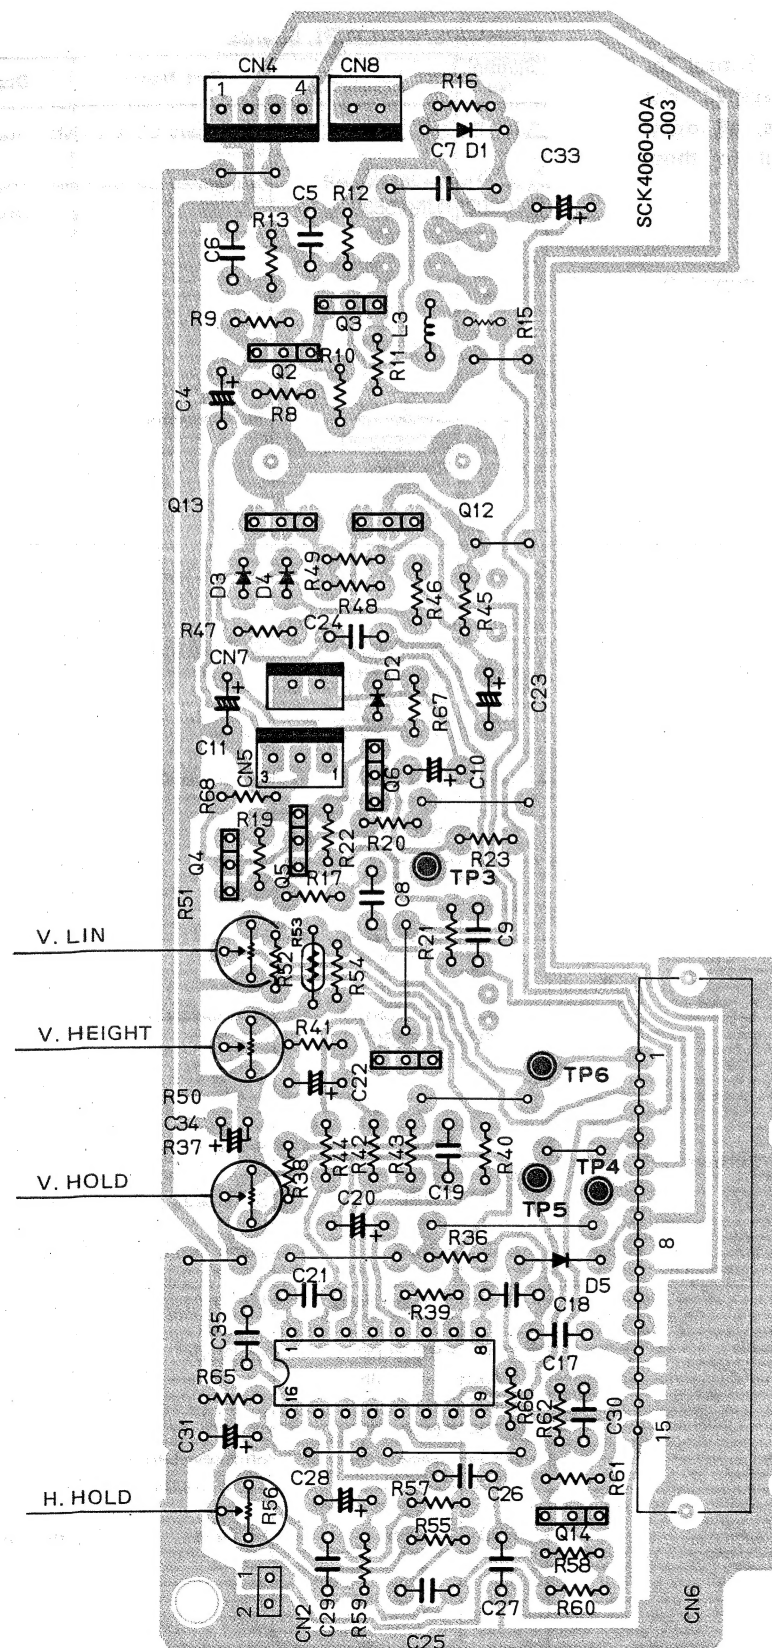 CN4
CN8
1
4
R16
D1
C7
C33
SCK4060-00A
-003
C5
R12
R13
C6
R9
Q3
L3
R15
Q2
R10
R11
C4
R8
Q13
Q12
D3
D4
R49
R48
R46
R45
R47
C24
CN7
D2
R67
C23
C11
CN5
3
1
Q6
C10
R68
R19
R22
R20
R23
Q4
Q5
R17
TP3
R51
C8
V. LIN
R52
R53
R54
R21
C9
V. HEIGHT
R41
C22
1
TP6
R50
C34
R37
R38
R44
R42
R43
C19
R40
V. HOLD
TP4
TP5
C20
R36
8
D5
C21
R39
C18
C35
1
8
C17
16
9
R65
R66
R62
C30
C31
15
C28
R57
C26
R61
H. HOLD
R56
R55
Q14
R58
1
2
CN2
C29
R59
C27
R60
CN6
C25